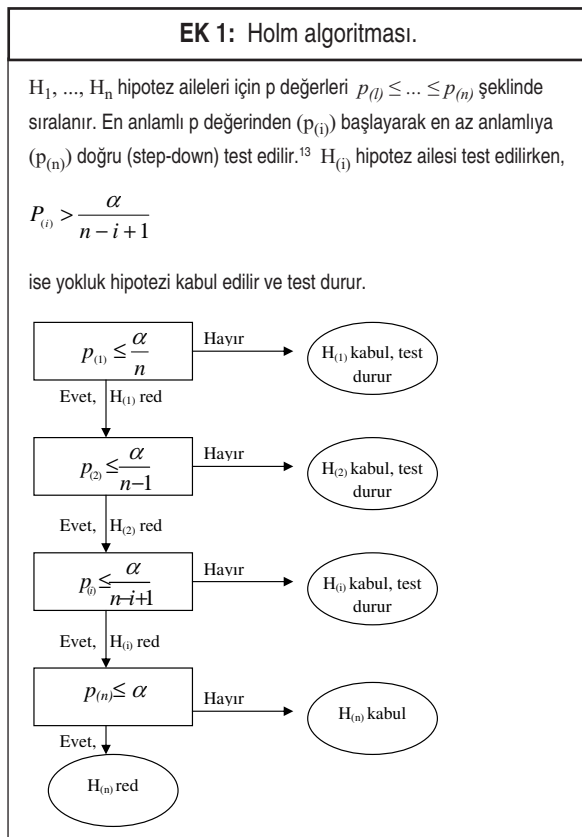 EK 1: Holm algoritması.
H₁, ..., Hₙ hipotez aileleri için p değerleri p₍ₗ₎ ≤ ... ≤ p₍ₙ₎ şeklinde
sıralanır. En anlamlı p değerinden (p₍ᵢ₎) başlayarak en az anlamlıya
(p₍ₙ₎) doğru (step-down) test edilir.¹³ H₍ᵢ₎ hipotez ailesi test edilirken,
P₍ᵢ₎ > α / (n − i + 1)
ise yokluk hipotezi kabul edilir ve test durur.
p₍₁₎ ≤ α / n
Hayır
H₍₁₎ kabul, test
durur
Evet, H₍₁₎ red
p₍₂₎ ≤ α / n−1
Hayır
H₍₂₎ kabul, test
durur
Evet, H₍₂₎ red
p₍ᵢ₎ ≤ α / n−i+1
Hayır
H₍ᵢ₎ kabul, test
durur
Evet, H₍ᵢ₎ red
p₍ₙ₎ ≤ α
Hayır
H₍ₙ₎ kabul
Evet,
H₍ₙ₎ red